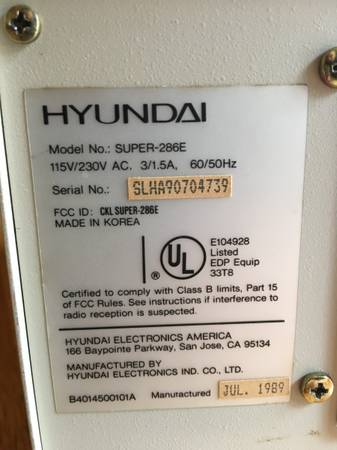 HYUNDAI
Model No.: SUPER-286E
115V/230V AC. 3/1.5A, 60/50Hz
Serial No.: SLHA90704739
FCC ID: CKLSUPER-286E
MADE IN KOREA
UL
®
E104928
Listed
EDP Equip
33T8
Certified to comply with Class B limits, Part 15
of FCC Rules. See instructions if interference to
radio reception is suspected.
HYUNDAI ELECTRONICS AMERICA
166 Baypointe Parkway, San Jose, CA 95134
MANUFACTURED BY
HYUNDAI ELECTRONICS IND. CO., LTD.
B4014500101A Manufactured JUL. 1989